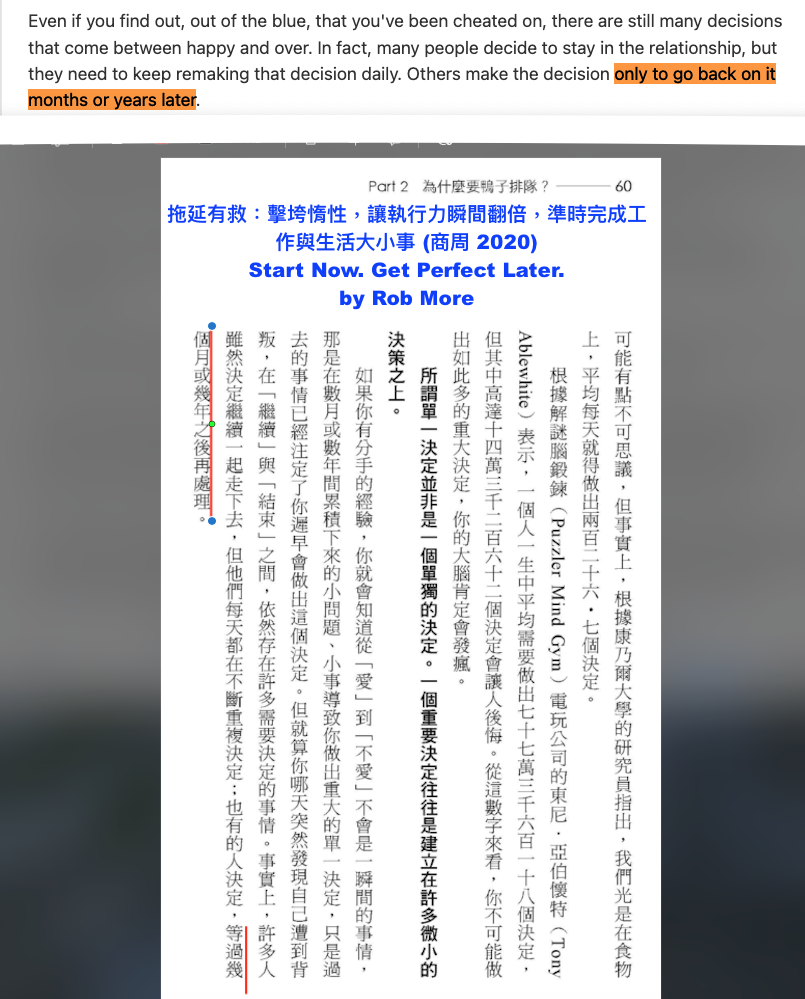 Even if you find out, out of the blue, that you've been cheated on, there are still many decisions
that come between happy and over. In fact, many people decide to stay in the relationship, but
they need to keep remaking that decision daily. Others make the decision only to go back on it
months or years later.
Part 2 為什麼要鴨子排隊？ 60
拖延有救：擊垮惰性，讓執行力瞬間翻倍，準時完成工
作與生活大小事 (商周 2020)
Start Now. Get Perfect Later.
by Rob More
可能有點不可思議，但事實上，根據康乃爾大學的研究員指出，我們光是在食物
上，平均每天就得做出兩百二十六・七個決定。
根據解謎腦鍛鍊（Puzzler Mind Gym）電玩公司的東尼・亞伯懷特（Tony
Ablewhite）表示，一個人一生中平均需要做出七十七萬三千六百一十八個決定，
但其中高達十四萬三千二百六十二個決定會讓人後悔。從這數字來看，你不可能做
出如此多的重大決定，你的大腦肯定會發瘋。
所謂單一決定並非是一個單獨的決定。一個重要決定往往是建立在許多微小的
決策之上。
如果你有分手的經驗，你就會知道從「愛」到「不愛」不會是一瞬間的事情，
那是在數月或數年間累積下來的小問題、小事導致你做出重大的單一決定，只是過
去的事情已經注定了你遲早會做出這個決定。但就算你哪天突然發現自己遭到背
叛，在「繼續」與「結束」之間，依然存在許多需要決定的事情。事實上，許多人
雖然決定繼續一起走下去，但他們每天都在不斷重複決定；也有的人決定，等過幾
個月或幾年之後再處理。